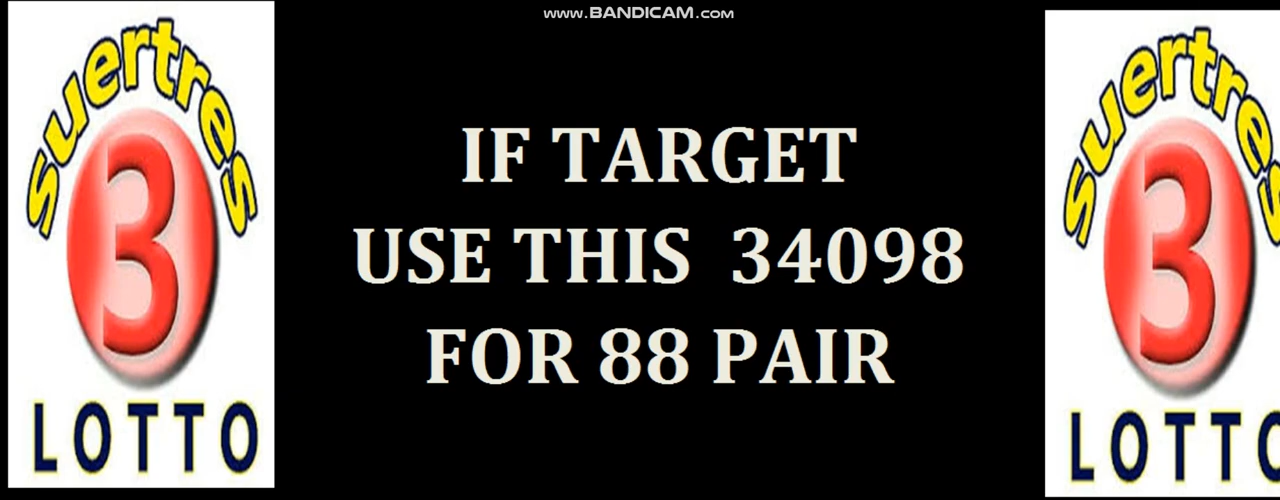 www.BANDICAM.com
suertres
3
LOTTO
IF TARGET
USE THIS  34098
FOR 88 PAIR
suertres
3
LOTTO